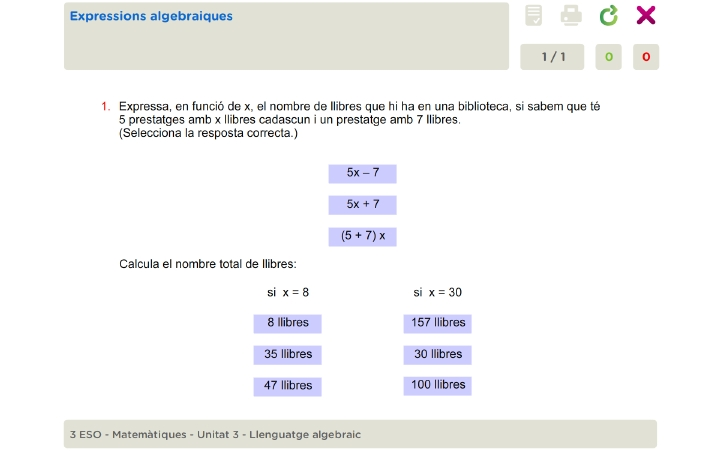 Expressions algebraiques
1 / 1
0
0
1. Expressa, en funció de x, el nombre de llibres que hi ha en una biblioteca, si sabem que té
5 prestatges amb x llibres cadascun i un prestatge amb 7 llibres.
(Selecciona la resposta correcta.)
5x – 7
5x + 7
(5 + 7) x
Calcula el nombre total de llibres:
si x = 8
si x = 30
8 llibres
157 llibres
35 llibres
30 llibres
47 llibres
100 llibres
3 ESO - Matemàtiques - Unitat 3 - Llenguatge algebraic